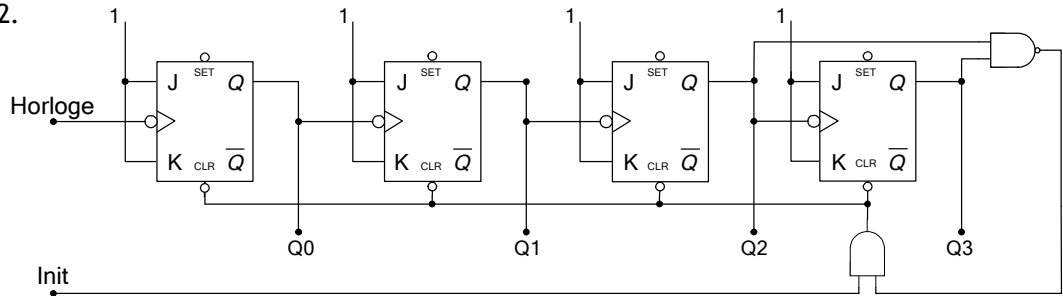 2.
1 1 1 1
SET SET SET SET
J Q J Q J Q J Q
Horloge
K CLR Q K CLR Q K CLR Q K CLR Q
Q0 Q1 Q2 Q3
Init